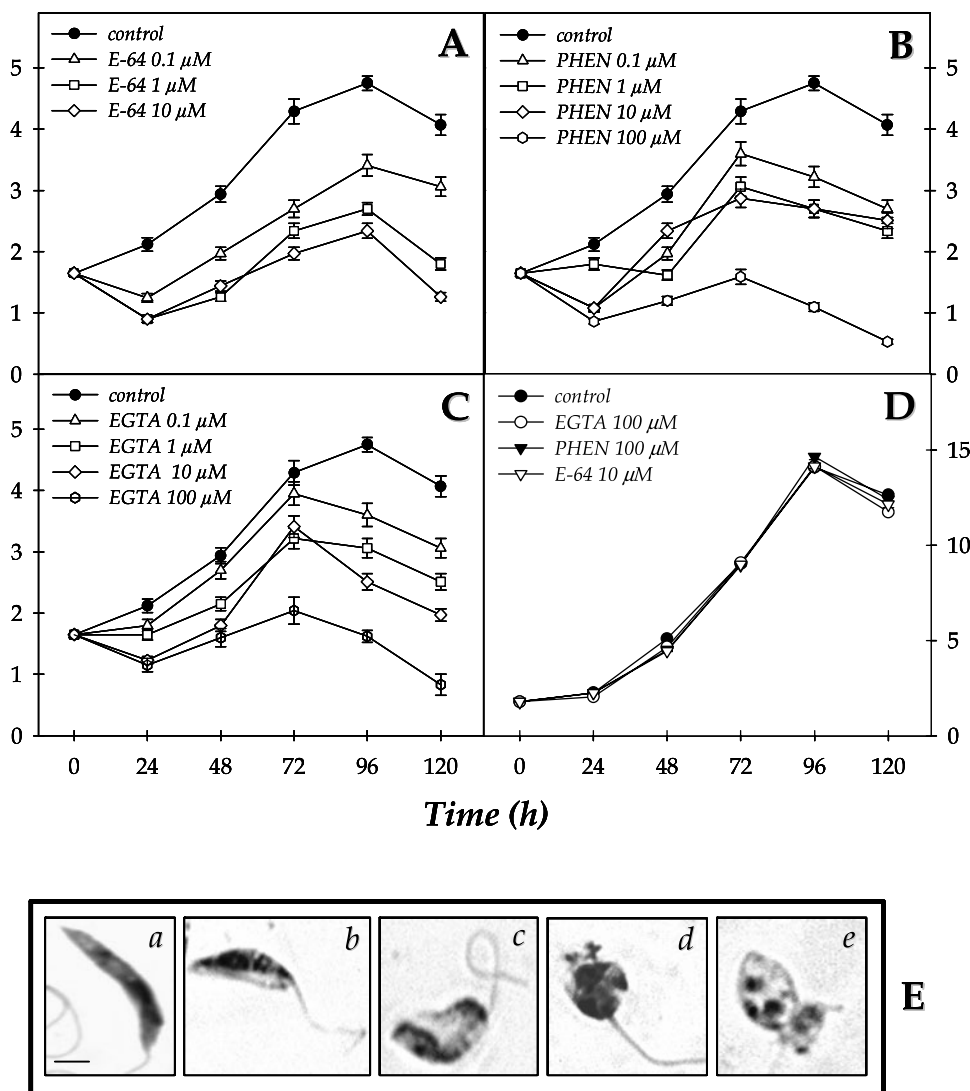 control
E-64 0.1 µM
E-64 1 µM
E-64 10 µM
A
5
4
3
2
1
0
control
PHEN 0.1 µM
PHEN 1 µM
PHEN 10 µM
PHEN 100 µM
B
5
4
3
2
1
0
control
EGTA 0.1 µM
EGTA 1 µM
EGTA 10 µM
EGTA 100 µM
C
5
4
3
2
1
0
0 24 48 72 96 120
control
EGTA 100 µM
PHEN 100 µM
E-64 10 µM
D
15
10
5
0
0 24 48 72 96 120
Time (h)
a
b
c
d
e
E